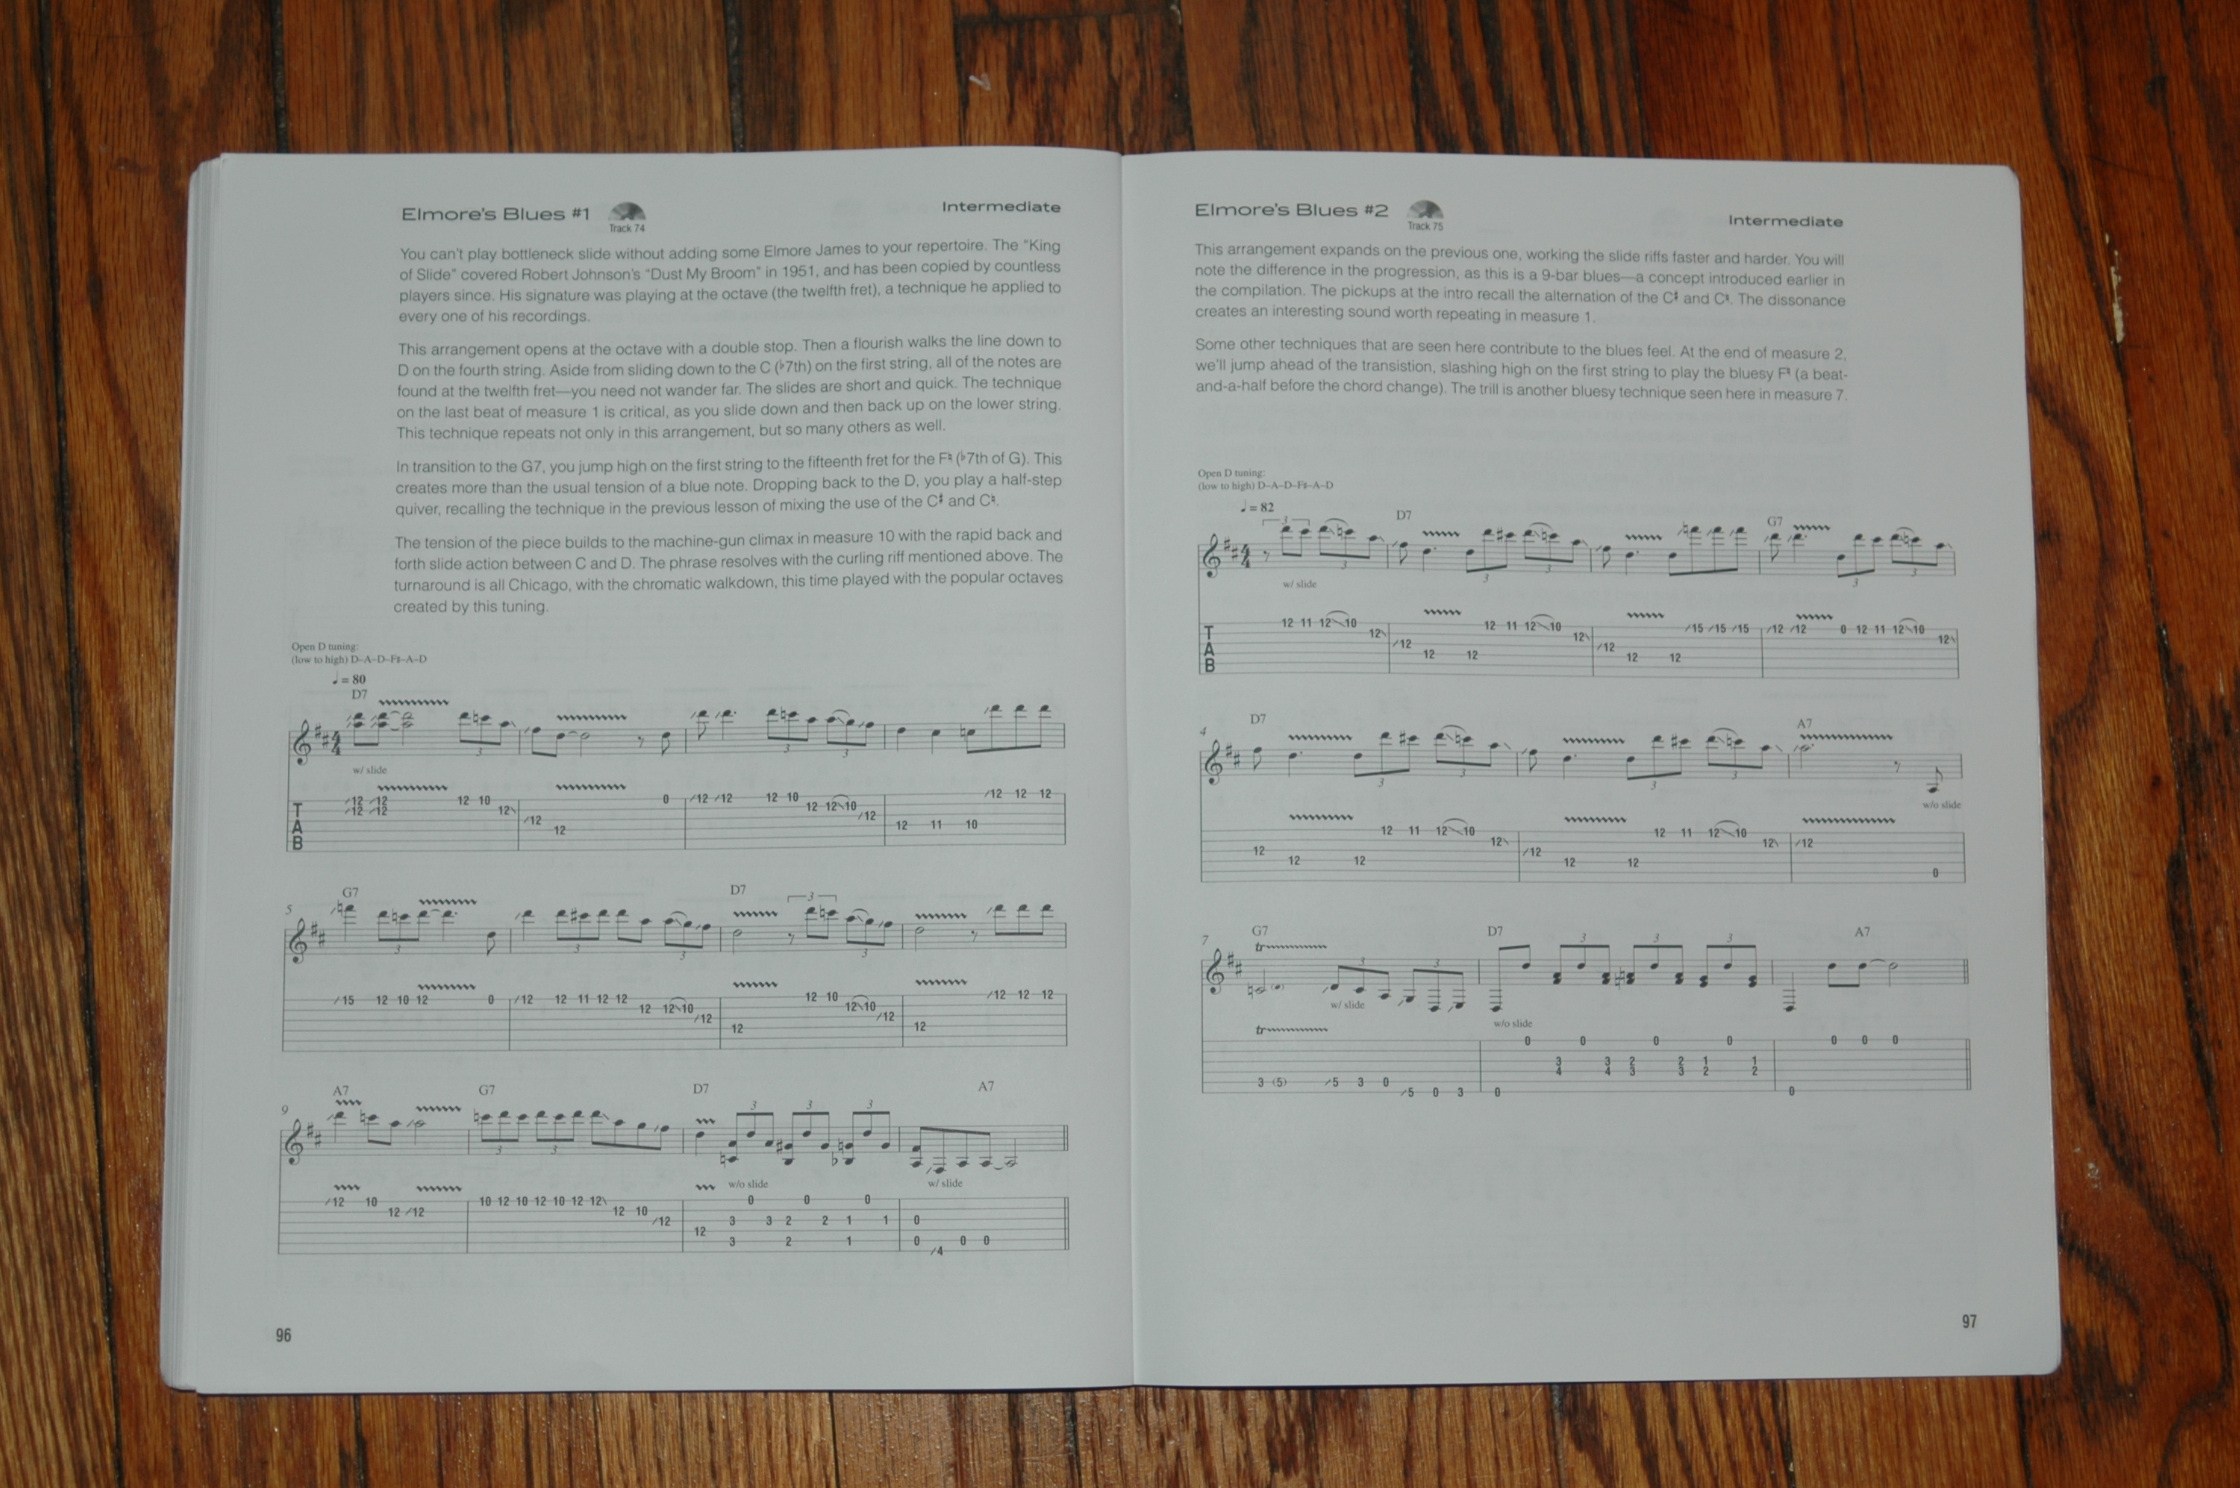 Elmore's Blues #1
Track 74
Intermediate
You can't play bottleneck slide without adding some Elmore James to your repertoire. The "King
of Slide" covered Robert Johnson's "Dust My Broom" in 1951, and has been copied by countless
players since. His signature was playing at the octave (the twelfth fret), a technique he applied to
every one of his recordings.
This arrangement opens at the octave with a double stop. Then a flourish walks the line down to
D on the fourth string. Aside from sliding down to the C (♭7th) on the first string, all of the notes are
found at the twelfth fret—you need not wander far. The slides are short and quick. The technique
on the last beat of measure 1 is critical, as you slide down and then back up on the lower string.
This technique repeats not only in this arrangement, but so many others as well.
In transition to the G7, you jump high on the first string to the fifteenth fret for the F♮ (♭7th of G). This
creates more than the usual tension of a blue note. Dropping back to the D, you play a half-step
quiver, recalling the technique in the previous lesson of mixing the use of the C♯ and C♮.
The tension of the piece builds to the machine-gun climax in measure 10 with the rapid back and
forth slide action between C and D. The phrase resolves with the curling riff mentioned above. The
turnaround is all Chicago, with the chromatic walkdown, this time played with the popular octaves
created by this tuning.
Open D tuning:
(low to high) D–A–D–F♯–A–D
♩ = 80
D7
w/ slide
T
A
B
12 12 12 10
12 12 12
12 12 0
12 12 12 10 12 12 10 12
12 11 10 12 12 12
5
G7
D7
15 12 10 12 0
12 12 11 12 12 12 12 10 12
12 12 10 12 10 12
12 12 12 12
9
A7
G7
D7
A7
w/o slide
w/ slide
12 10 12 12
10 12 10 12 10 12 12 12 10 12
12 3 3 0 3 2 2 0 2 1 1 0 1
0 0 4 0 0
96
Elmore's Blues #2
Track 75
Intermediate
This arrangement expands on the previous one, working the slide riffs faster and harder. You will
note the difference in the progression, as this is a 9-bar blues—a concept introduced earlier in
the compilation. The pickups at the intro recall the alternation of the C♯ and C♮. The dissonance
creates an interesting sound worth repeating in measure 1.
Some other techniques that are seen here contribute to the blues feel. At the end of measure 2,
we'll jump ahead of the transistion, slashing high on the first string to play the bluesy F♮ (a beat-
and-a-half before the chord change). The trill is another bluesy technique seen here in measure 7.
Open D tuning:
(low to high) D–A–D–F♯–A–D
♩ = 82
D7
G7
w/ slide
T
A
B
12 11 12 10 12
12 12 12 12 11 12 10 12
12 12 12 15 15 15
12 12 0 12 11 12 10 12
4
D7
A7
w/o slide
12 12 12 12 11 12 10 12
12 12 12 12 11 12 10 12
12 0
7
G7
D7
A7
tr
w/ slide
w/o slide
tr
3 (5) 5 3 0 5 0 3
0 0 3 4 0 3 4 2 3 0 2 3 1 2 0 1 2
0 0 0 0
97